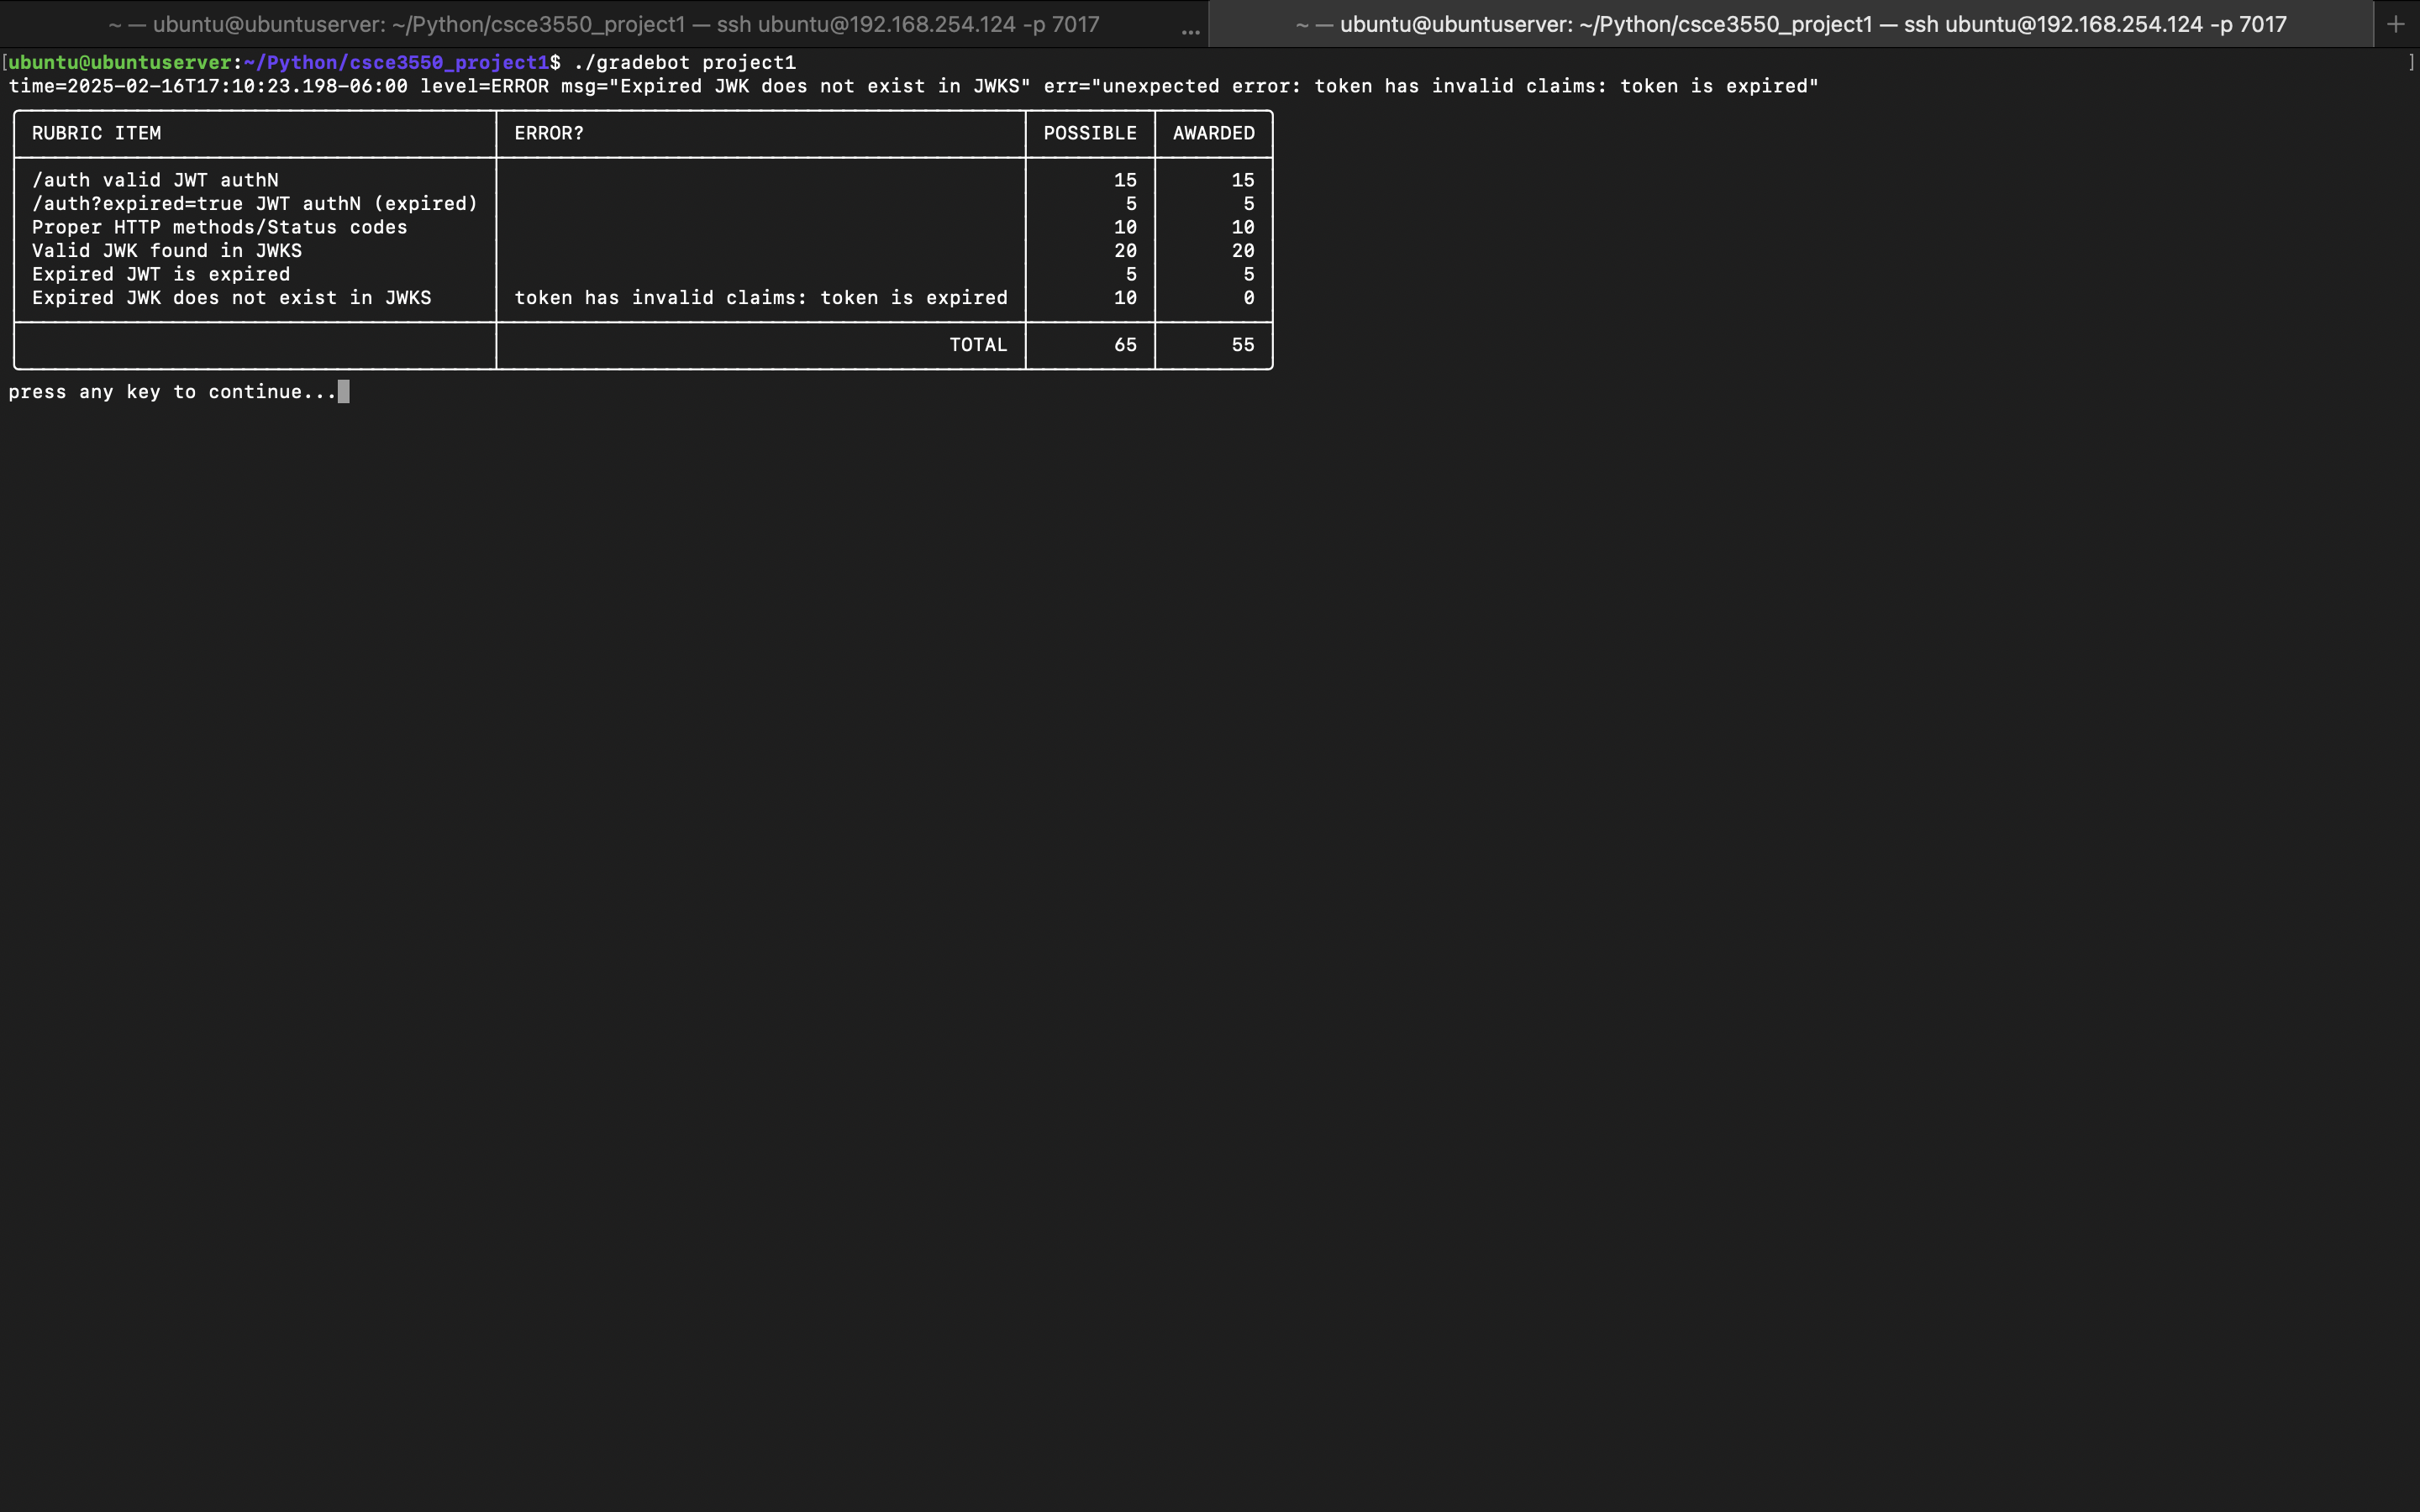 ~ — ubuntu@ubuntuserver: ~/Python/csce3550_project1 — ssh ubuntu@192.168.254.124 -p 7017 ... ~ — ubuntu@ubuntuserver: ~/Python/csce3550_project1 — ssh ubuntu@192.168.254.124 -p 7017 +
[ubuntu@ubuntuserver:~/Python/csce3550_project1$ ./gradebot project1 ]
time=2025-02-16T17:10:23.198-06:00 level=ERROR msg="Expired JWK does not exist in JWKS" err="unexpected error: token has invalid claims: token is expired"
RUBRIC ITEM ERROR? POSSIBLE AWARDED
/auth valid JWT authN 15 15
/auth?expired=true JWT authN (expired) 5 5
Proper HTTP methods/Status codes 10 10
Valid JWK found in JWKS 20 20
Expired JWT is expired 5 5
Expired JWK does not exist in JWKS token has invalid claims: token is expired 10 0
TOTAL 65 55
press any key to continue...